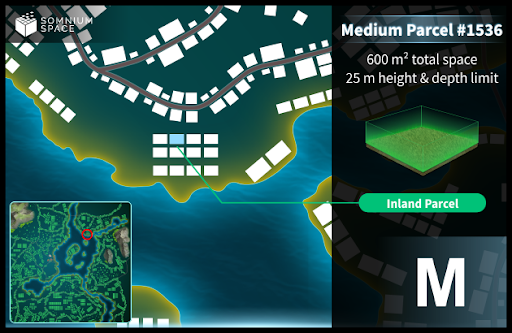 SOMNIUM
SPACE
Medium Parcel #1536
600 m² total space
25 m height & depth limit
Inland Parcel
M